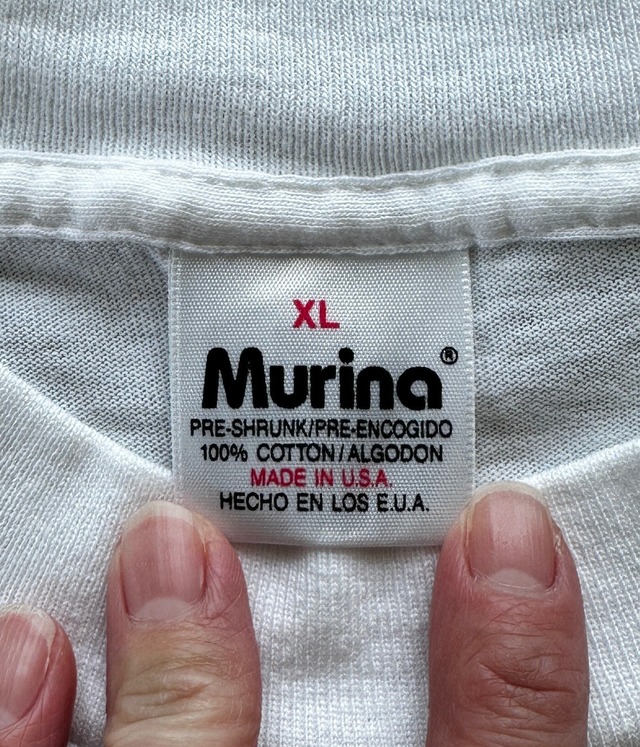 XL
Murina®
PRE-SHRUNK/PRE-ENCOGIDO
100% COTTON/ALGODON
MADE IN U.S.A.
HECHO EN LOS E.U.A.